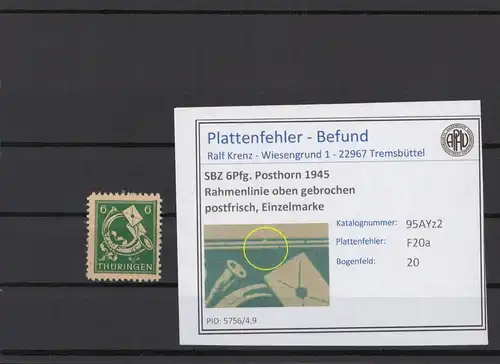 6 6
THÜRINGEN
Plattenfehler - Befund
Ralf Krenz - Wiesengrund 1 - 22967 Tremsbüttel
SBZ 6Pfg. Posthorn 1945
Rahmenlinie oben gebrochen
postfrisch, Einzelmarke
Katalognummer: 95AYz2
Plattenfehler: F20a
Bogenfeld: 20
PID: 5756/4,9